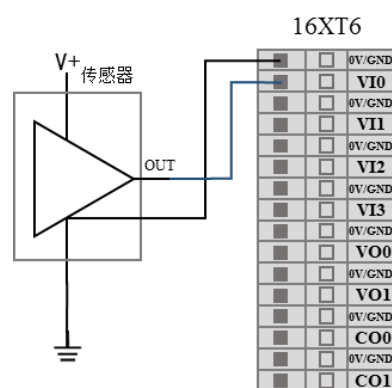 16XT6
V+
传感器
OUT
0V/GND
VI0
0V/GND
VI1
0V/GND
VI2
0V/GND
VI3
0V/GND
VO0
0V/GND
VO1
0V/GND
CO0
0V/GND
CO1